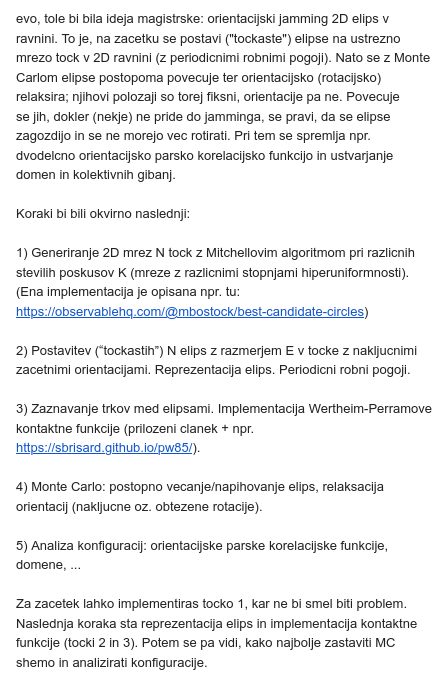 evo, tole bi bila ideja magistrske: orientacijski jamming 2D elips v
ravnini. To je, na zacetku se postavi ("tockaste") elipse na ustrezno
mrezo tock v 2D ravnini (z periodicnimi robnimi pogoji). Nato se z Monte
Carlom elipse postopoma povecuje ter orientacijsko (rotacijsko)
relaksira; njihovi polozaji so torej fiksni, orientacije pa ne. Povecuje
se jih, dokler (nekje) ne pride do jamminga, se pravi, da se elipse
zagozdijo in se ne morejo vec rotirati. Pri tem se spremlja npr.
dvodelcno orientacijsko parsko korelacijsko funkcijo in ustvarjanje
domen in kolektivnih gibanj.
Koraki bi bili okvirno naslednji:
1) Generiranje 2D mrez N tock z Mitchellovim algoritmom pri razlicnih
stevilih poskusov K (mreze z razlicnimi stopnjami hiperuniformnosti).
(Ena implementacija je opisana npr. tu:
https://observablehq.com/@mbostock/best-candidate-circles)
2) Postavitev (“tockastih”) N elips z razmerjem E v tocke z nakljucnimi
zacetnimi orientacijami. Reprezentacija elips. Periodicni robni pogoji.
3) Zaznavanje trkov med elipsami. Implementacija Wertheim-Perramove
kontaktne funkcije (prilozeni clanek + npr.
https://sbrisard.github.io/pw85/).
4) Monte Carlo: postopno vecanje/napihovanje elips, relaksacija
orientacij (nakljucne oz. obtezene rotacije).
5) Analiza konfiguracij: orientacijske parske korelacijske funkcije,
domene, ...
Za zacetek lahko implementiras tocko 1, kar ne bi smel biti problem.
Naslednja koraka sta reprezentacija elips in implementacija kontaktne
funkcije (tocki 2 in 3). Potem se pa vidi, kako najbolje zastaviti MC
shemo in analizirati konfiguracije.